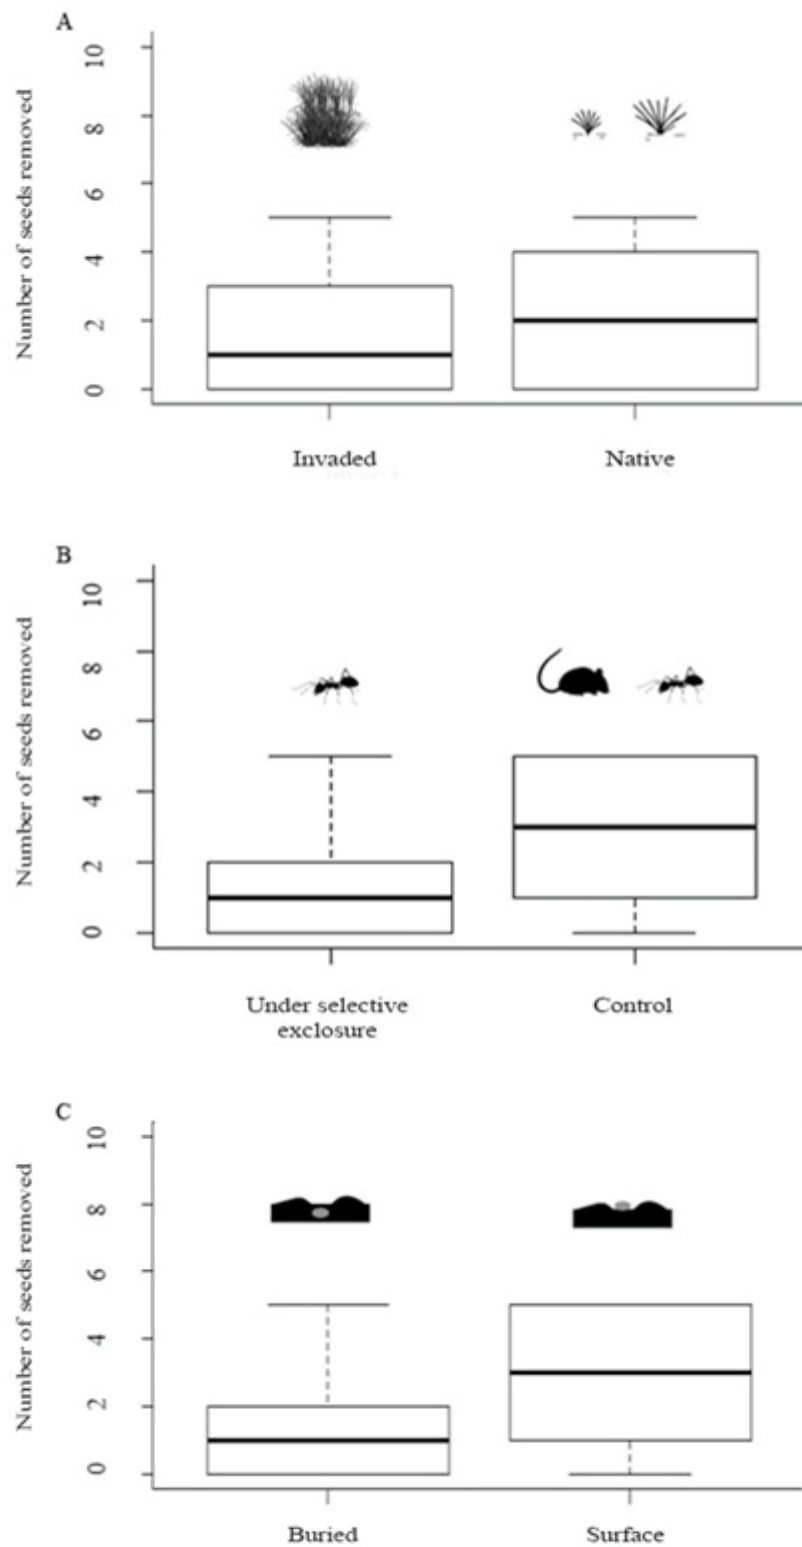 A
Number of seeds removed
10
8
6
4
2
0
Invaded
Native
B
Number of seeds removed
10
8
6
4
2
0
Under selective
exclosure
Control
C
Number of seeds removed
10
8
6
4
2
0
Buried
Surface